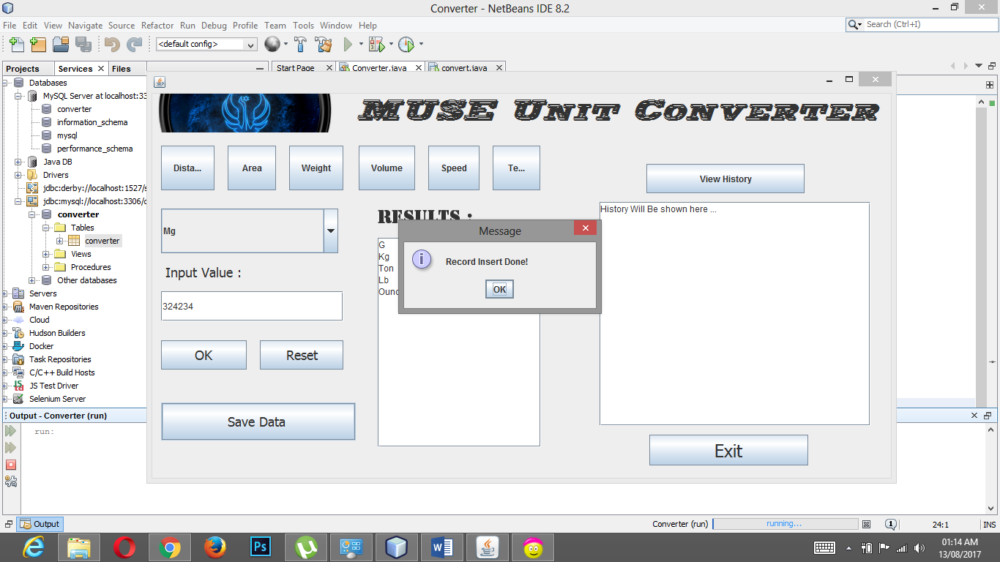 Converter - NetBeans IDE 8.2
File Edit View Navigate Source Refactor Run Debug Profile Team Tools Window Help
Search (Ctrl+I)
<default config>
Projects Services Files
Start Page Converter.java convert.java
Databases
MySQL Server at localhost:33
converter
information_schema
mysql
performance_schema
Java DB
Drivers
jdbc:derby://localhost:1527/s
jdbc:mysql://localhost:3306/c
converter
Tables
converter
Views
Procedures
Other databases
Servers
Maven Repositories
Cloud
Hudson Builders
Docker
Task Repositories
C/C++ Build Hosts
JS Test Driver
Selenium Server
MUSE Unit Converter
Dista... Area Weight Volume Speed Te...
View History
Mg
RESULTS :
History Will Be shown here ...
G
Kg
Ton
Lb
Ounc
Message
Record Insert Done!
OK
Input Value :
324234
OK Reset
Save Data
Exit
Output - Converter (run)
run:
Output
Converter (run) running...
1
24:1 INS
Ps
01:14 AM
13/08/2017